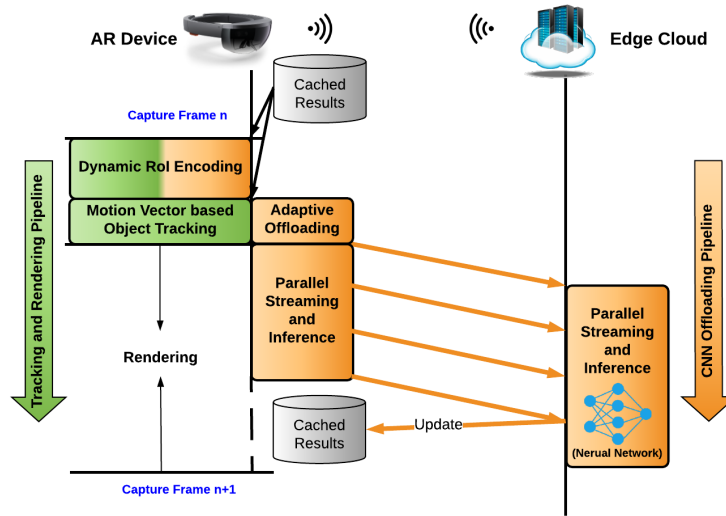 AR Device
Edge Cloud
Cached
Results
Capture Frame n
Dynamic RoI Encoding
Motion Vector based
Object Tracking
Adaptive
Offloading
Tracking and Rendering Pipeline
CNN Offloading Pipeline
Parallel
Streaming
and
Inference
Parallel
Streaming
and
Inference
(Nerual Network)
Rendering
Cached
Results
Update
Capture Frame n+1